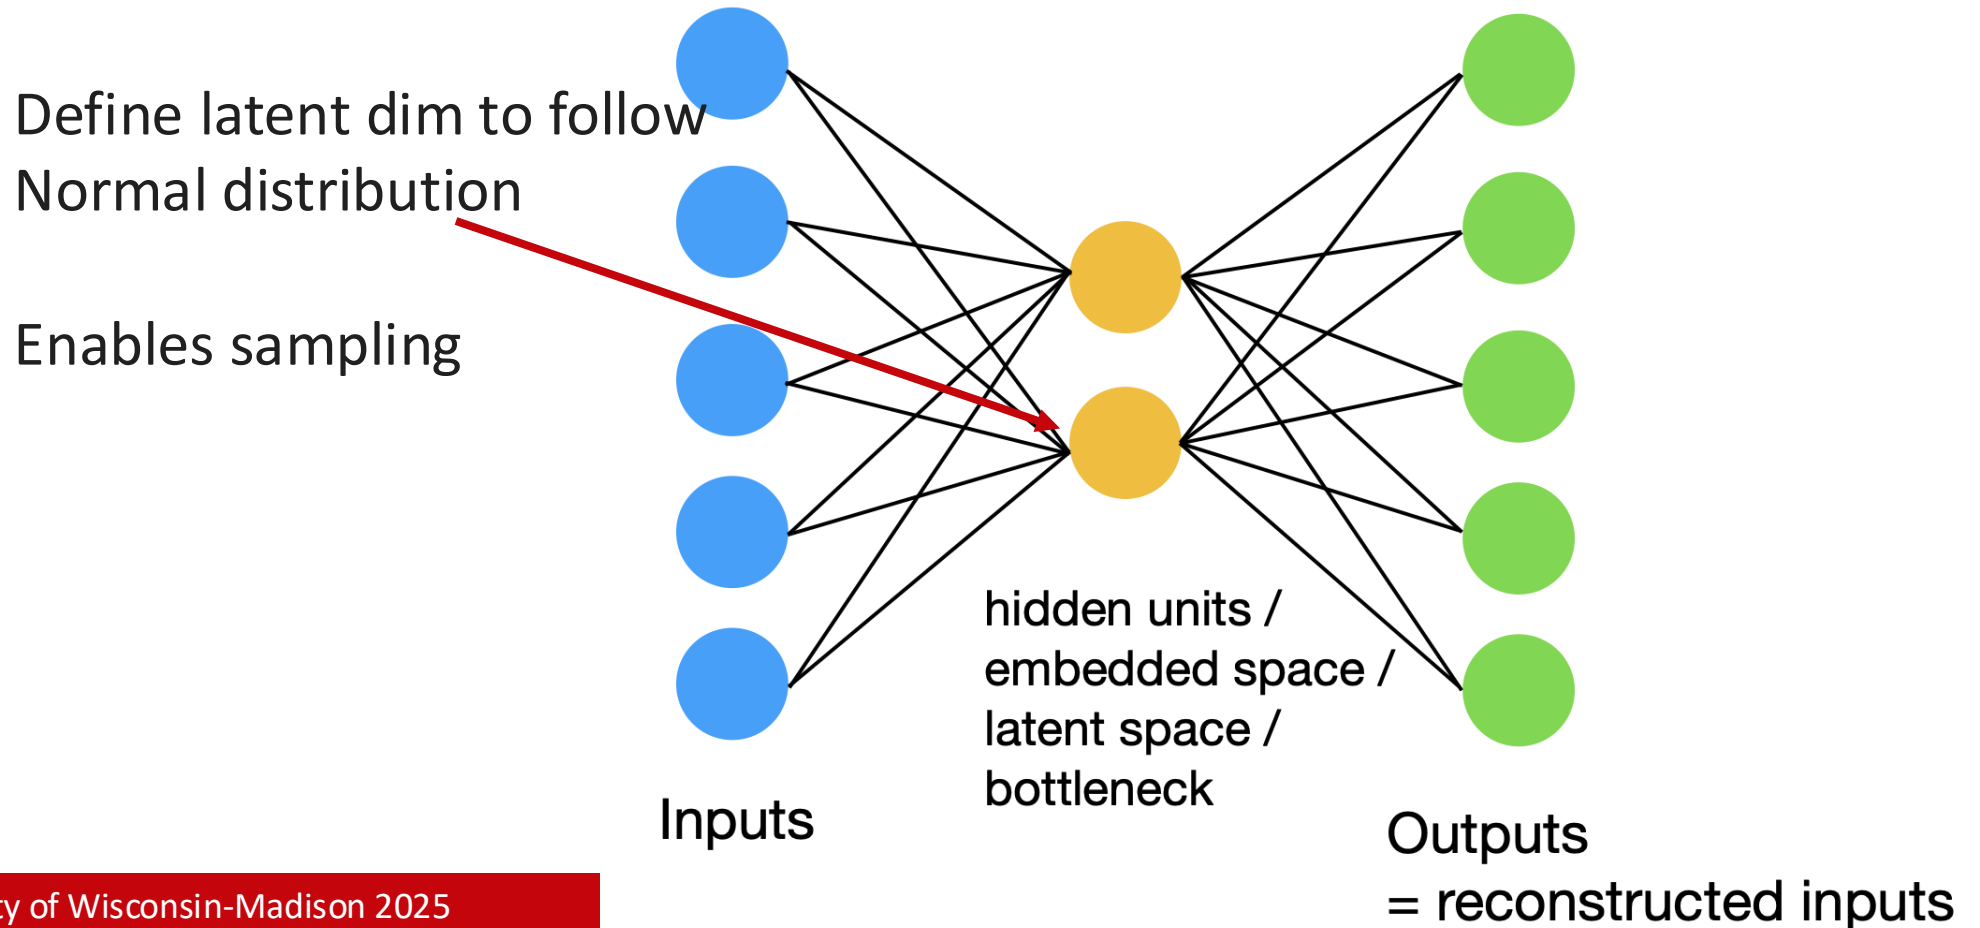 Define latent dim to follow
Normal distribution
Enables sampling
hidden units /
embedded space /
latent space /
bottleneck
Inputs
Outputs
= reconstructed inputs
of Wisconsin-Madison 2025